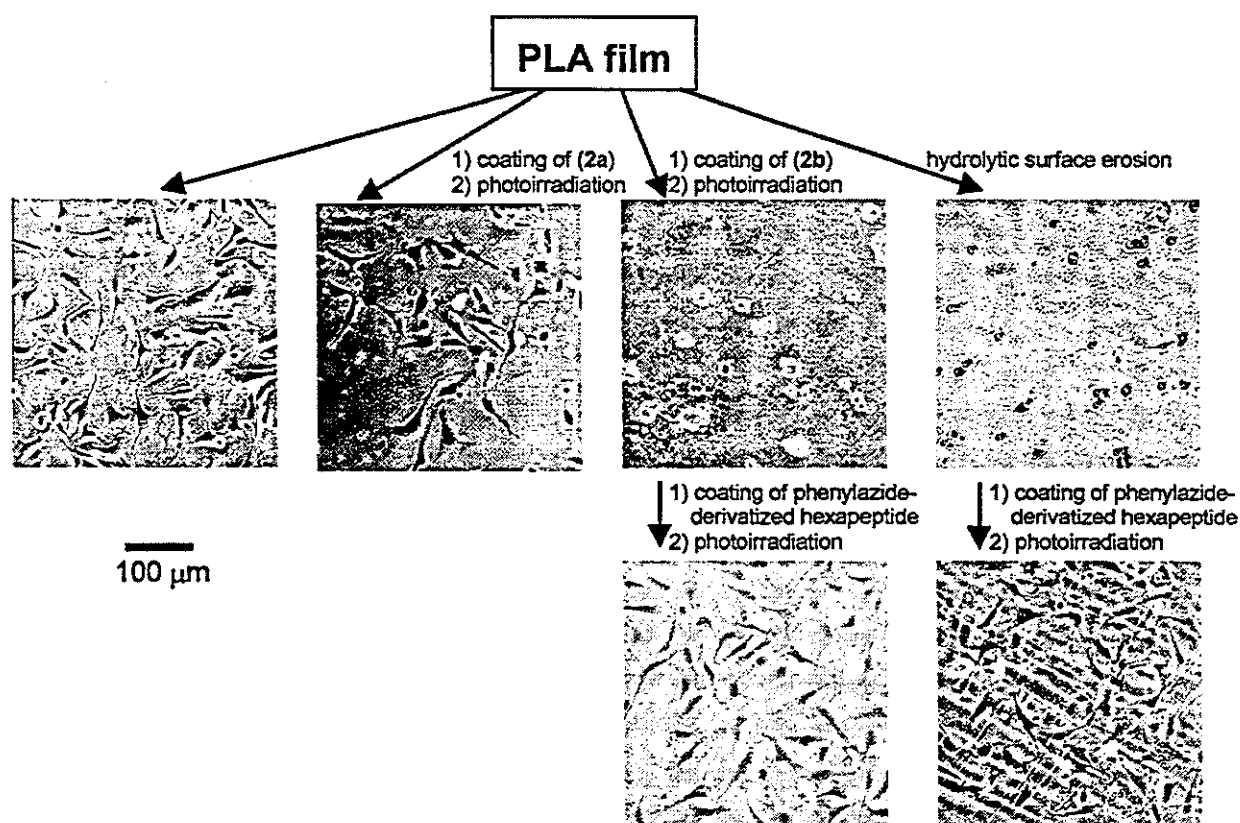 PLA film
1) coating of (2a)
2) photoirradiation
1) coating of (2b)
2) photoirradiation
hydrolytic surface erosion
1) coating of phenylazide-
derivatized hexapeptide
2) photoirradiation
1) coating of phenylazide-
derivatized hexapeptide
2) photoirradiation
100 μm